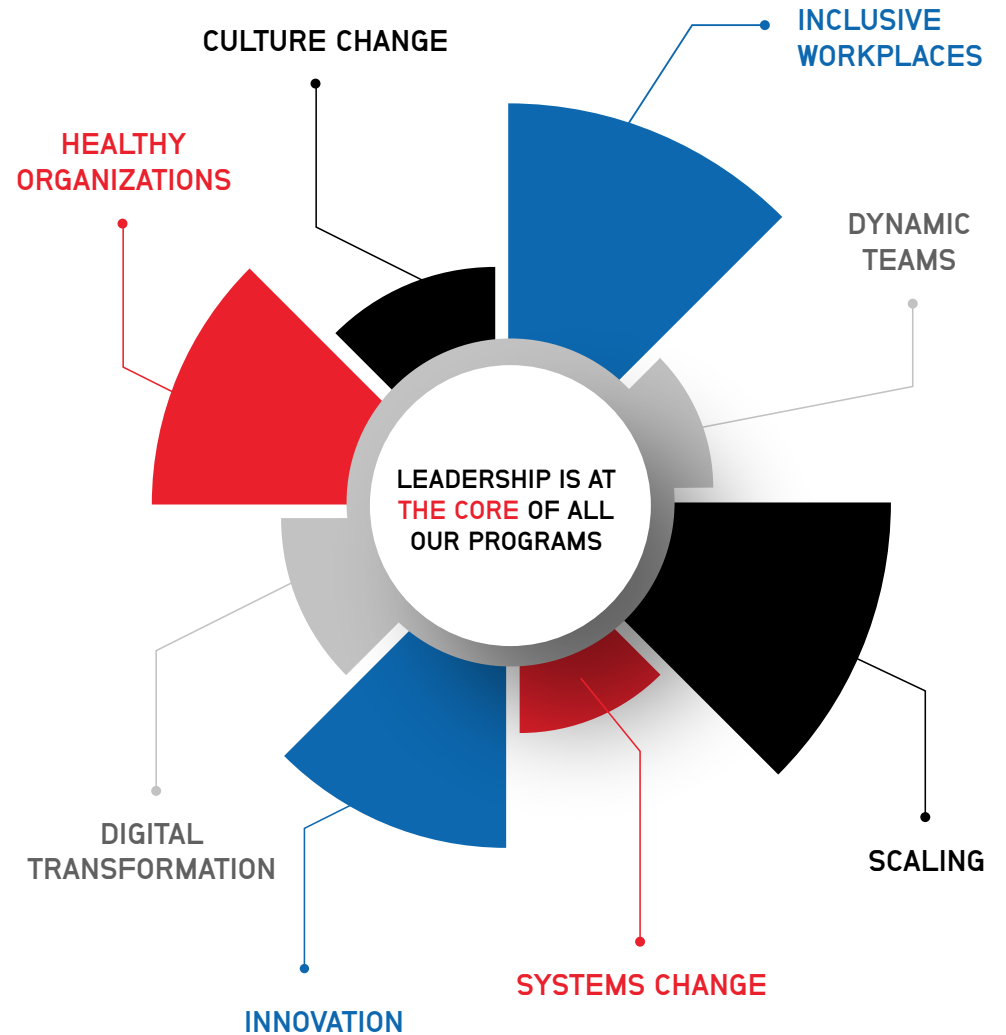 CULTURE CHANGE
INCLUSIVE
WORKPLACES
HEALTHY
ORGANIZATIONS
DYNAMIC
TEAMS
LEADERSHIP IS AT
THE CORE OF ALL
OUR PROGRAMS
DIGITAL
TRANSFORMATION
SCALING
SYSTEMS CHANGE
INNOVATION